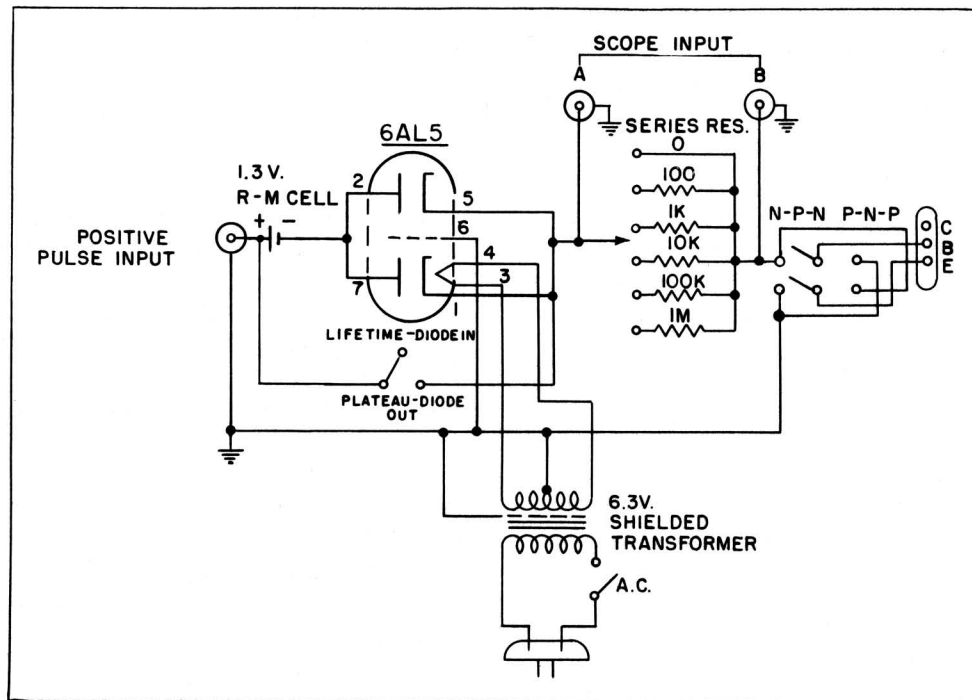 SCOPE INPUT
A
B
6AL5
SERIES RES.
0
100
1K
10K
100K
1M
1.3 V.
R-M CELL
+ -
2
5
6
4
3
7
1
N-P-N P-N-P
C
B
E
POSITIVE
PULSE INPUT
LIFETIME-DIODE IN
PLATEAU-DIODE
OUT
6.3V.
SHIELDED
TRANSFORMER
A.C.